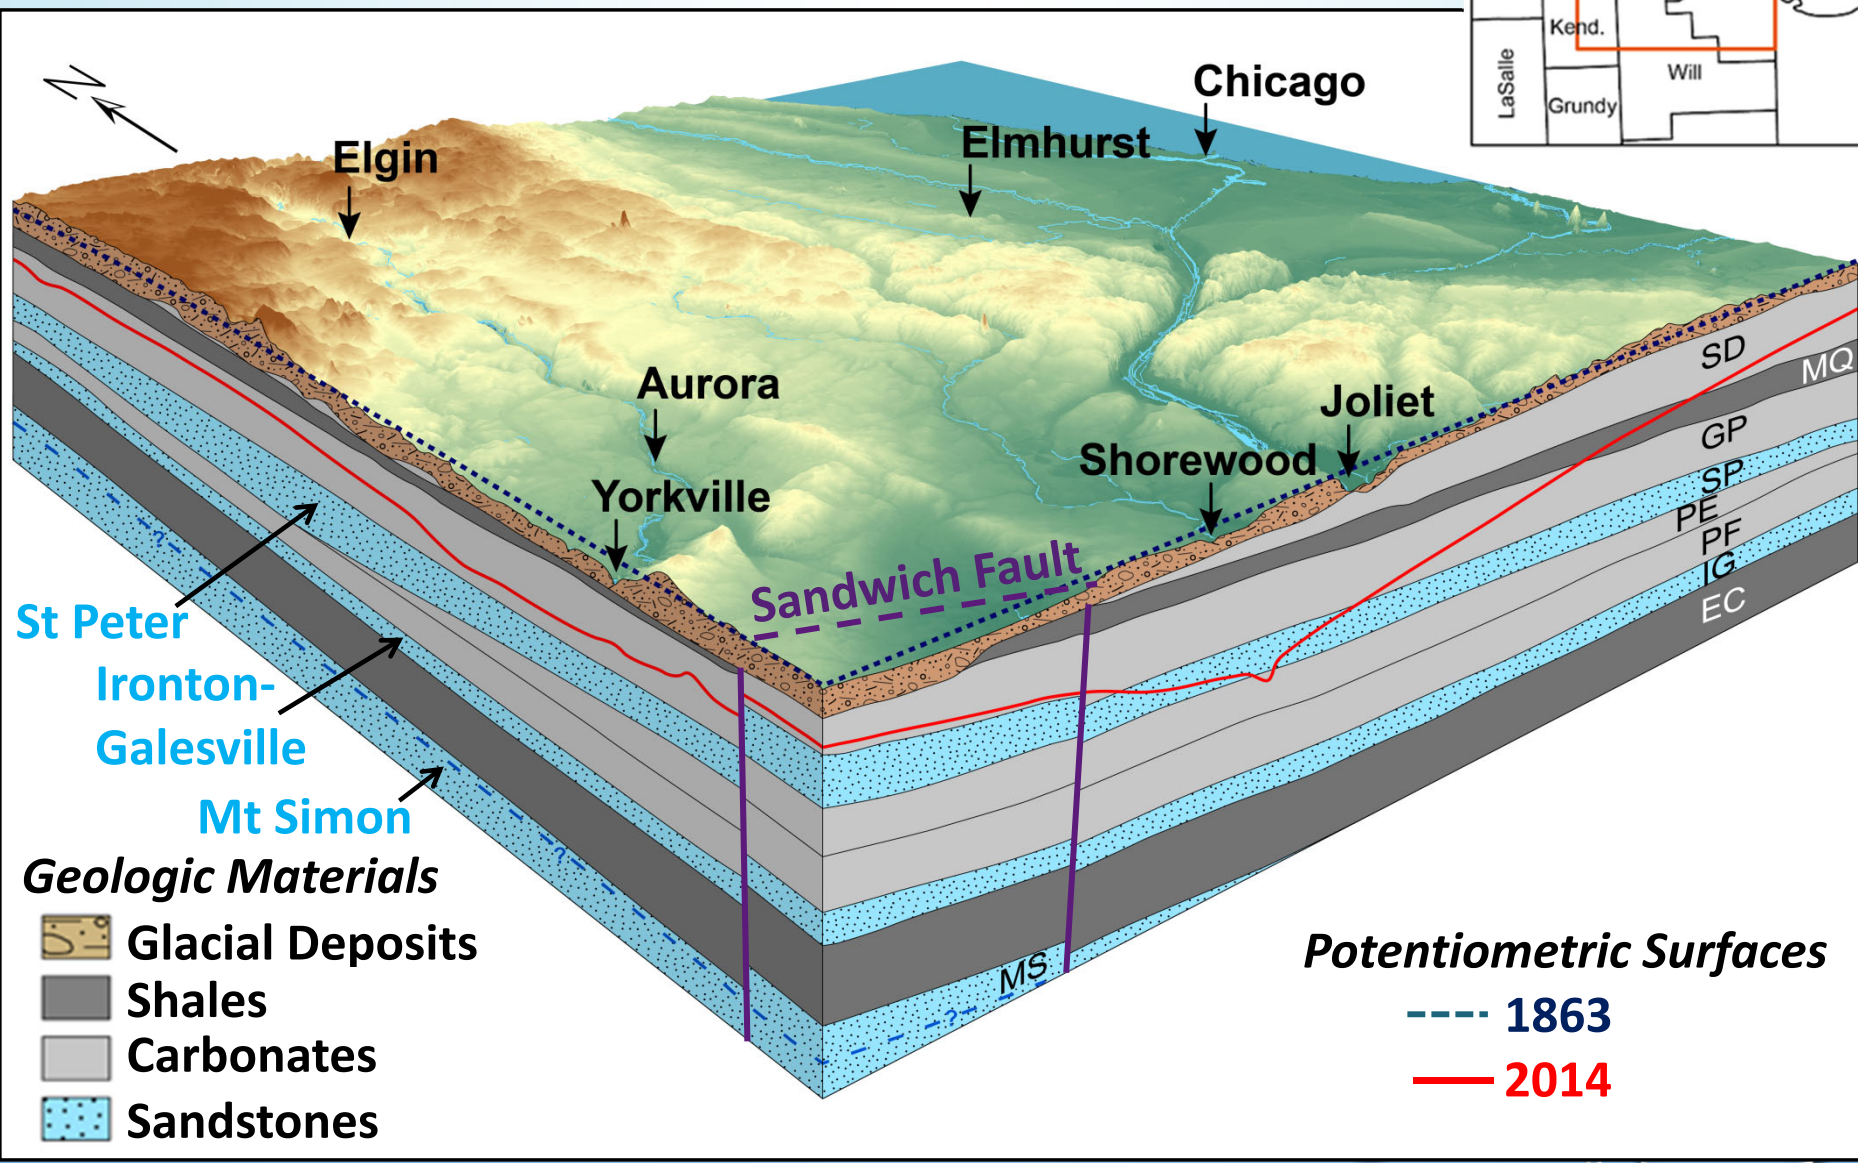 Kend.
LaSalle
Will
Grundy
N
Chicago
Elmhurst
Elgin
Aurora
Joliet
Shorewood
Yorkville
Sandwich Fault
SD
MQ
GP
SP
PE
PF
IG
EC
MS
?
?
?
St Peter
Ironton-
Galesville
Mt Simon
Geologic Materials
Glacial Deposits
Shales
Carbonates
Sandstones
Potentiometric Surfaces
1863
2014